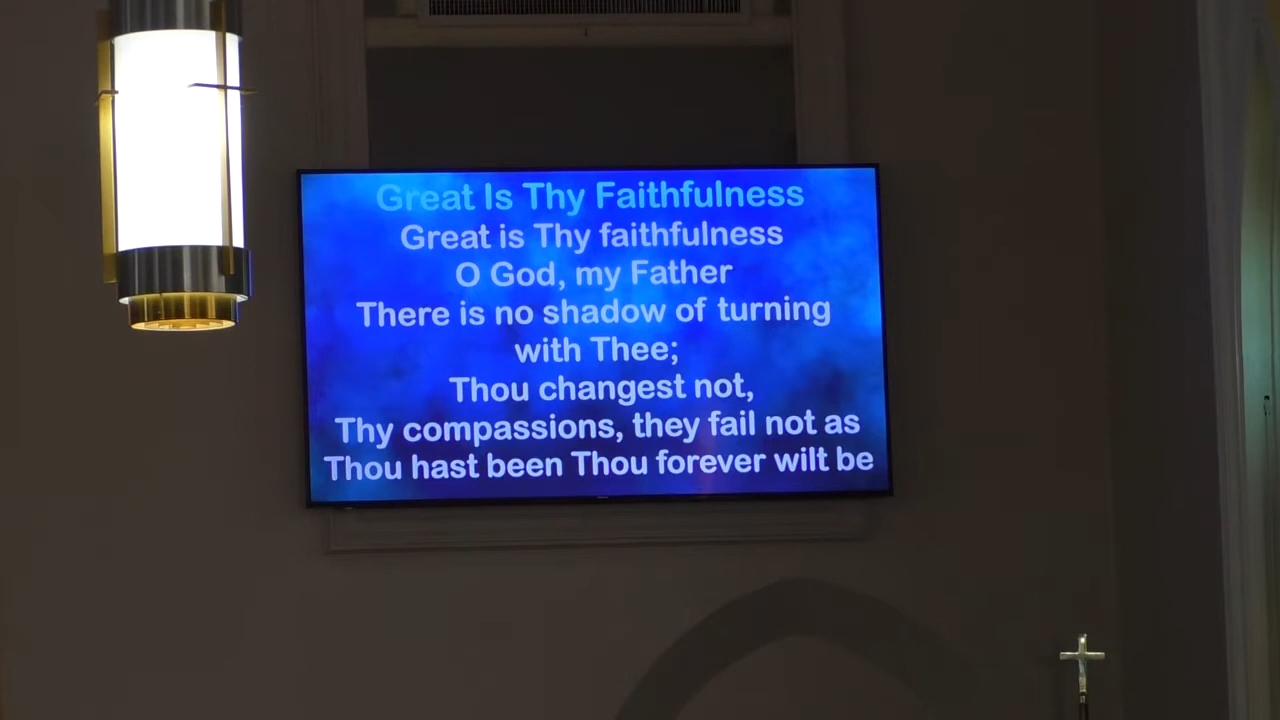 Great Is Thy Faithfulness
Great is Thy faithfulness
O God, my Father
There is no shadow of turning
with Thee;
Thou changest not,
Thy compassions, they fail not as
Thou hast been Thou forever wilt be